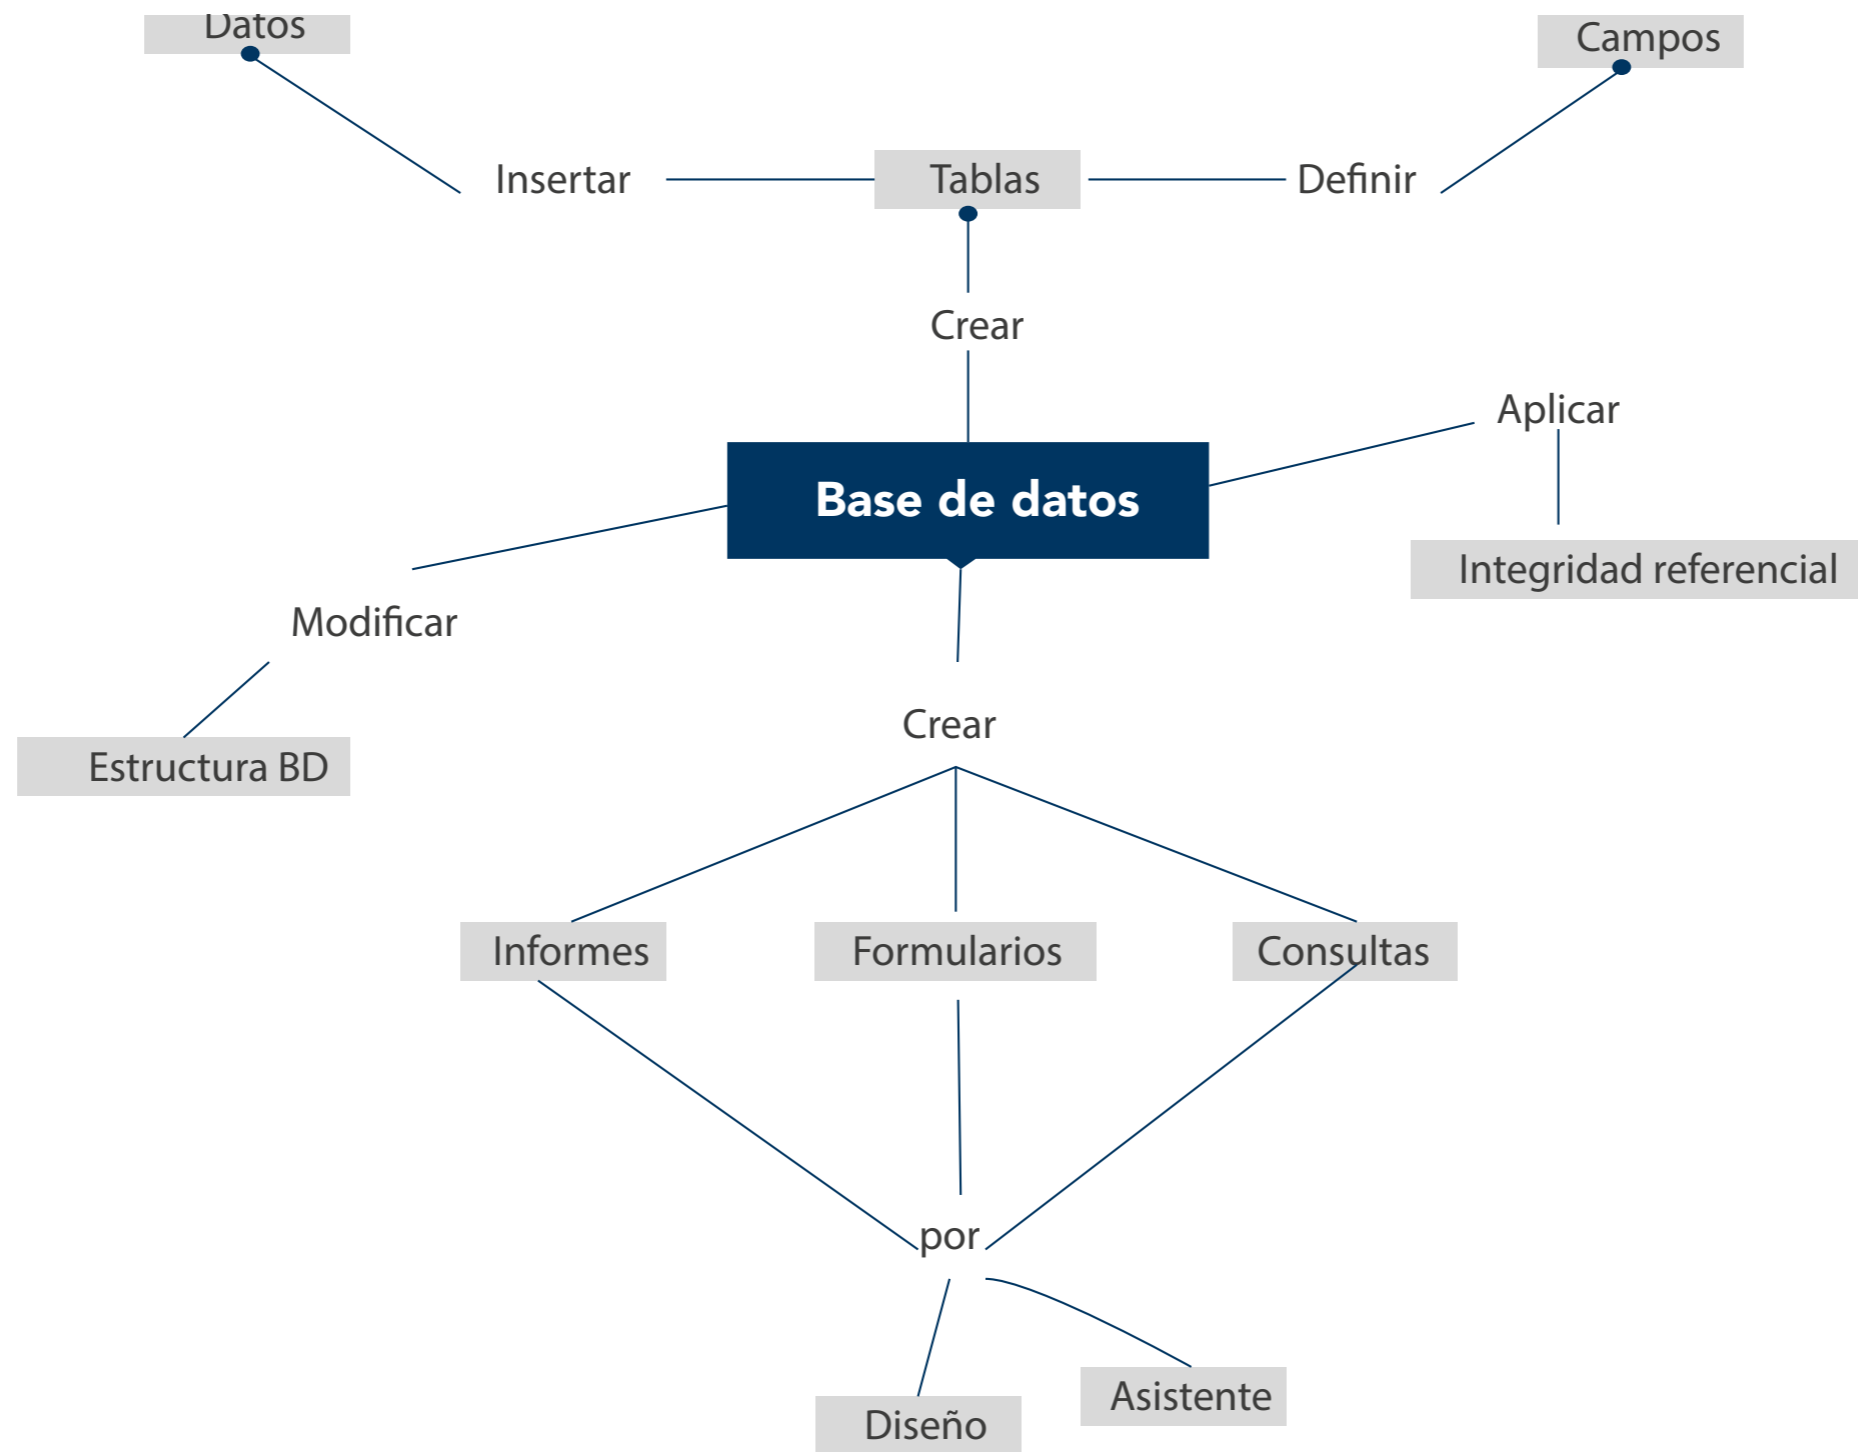 Datos
Campos
Insertar
Tablas
Definir
Crear
Aplicar
Base de datos
Integridad referencial
Modificar
Crear
Estructura BD
Informes
Formularios
Consultas
por
Asistente
Diseño